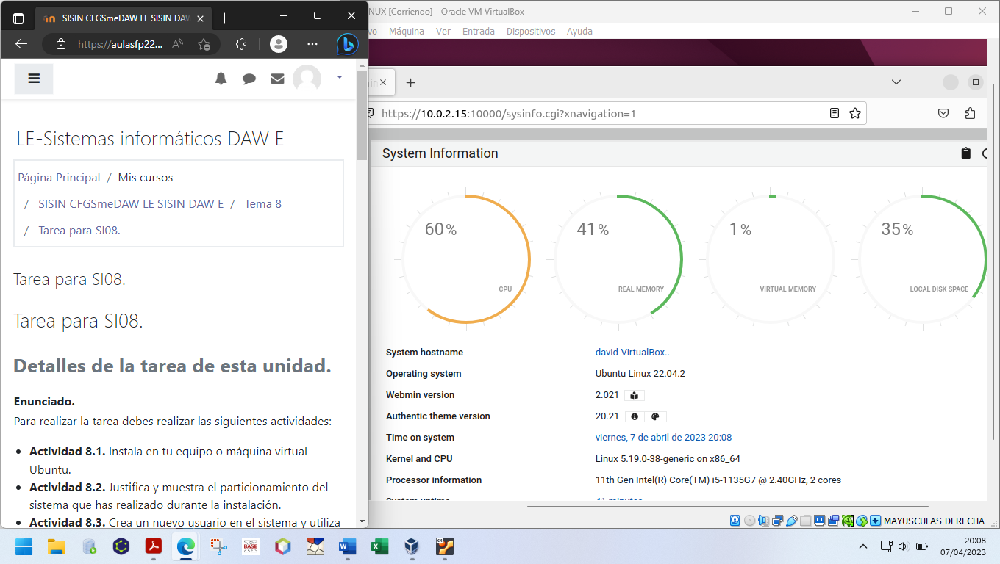 SISIN CFGSmeDAW LE SISIN DAW
https://aulasfp22...
LE-Sistemas informáticos DAW E
Página Principal / Mis cursos
/ SISIN CFGSmeDAW LE SISIN DAW E / Tema 8
/ Tarea para SI08.
Tarea para SI08.
Tarea para SI08.
Detalles de la tarea de esta unidad.
Enunciado.
Para realizar la tarea debes realizar las siguientes actividades:
• Actividad 8.1. Instala en tu equipo o máquina virtual
Ubuntu.
• Actividad 8.2. Justifica y muestra el particionamiento del
sistema que has realizado durante la instalación.
• Actividad 8.3. Crea un nuevo usuario en el sistema y utiliza
NUX [Corriendo] - Oracle VM VirtualBox
vo Máquina Ver Entrada Dispositivos Ayuda
https://10.0.2.15:10000/sysinfo.cgi?xnavigation=1
System Information
60% 41% 1% 35%
CPU REAL MEMORY VIRTUAL MEMORY LOCAL DISK SPACE
System hostname david-VirtualBox..
Operating system Ubuntu Linux 22.04.2
Webmin version 2.021
Authentic theme version 20.21
Time on system viernes, 7 de abril de 2023 20:08
Kernel and CPU Linux 5.19.0-38-generic on x86_64
Processor information 11th Gen Intel(R) Core(TM) i5-1135G7 @ 2.40GHz, 2 cores
System uptime 41 minutes
MAYUSCULAS DERECHA
BASE
64
20:08
07/04/2023